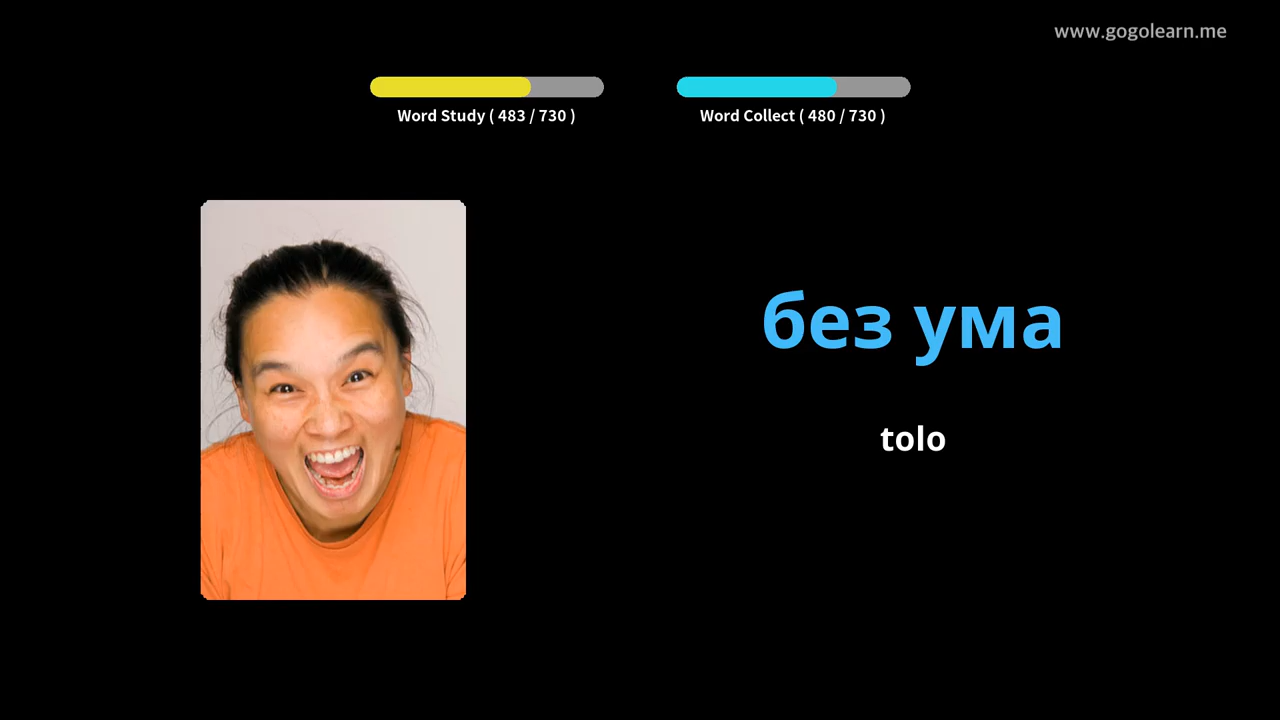 www.gogolearn.me
Word Study ( 483 / 730 )
Word Collect ( 480 / 730 )
без ума
tolo